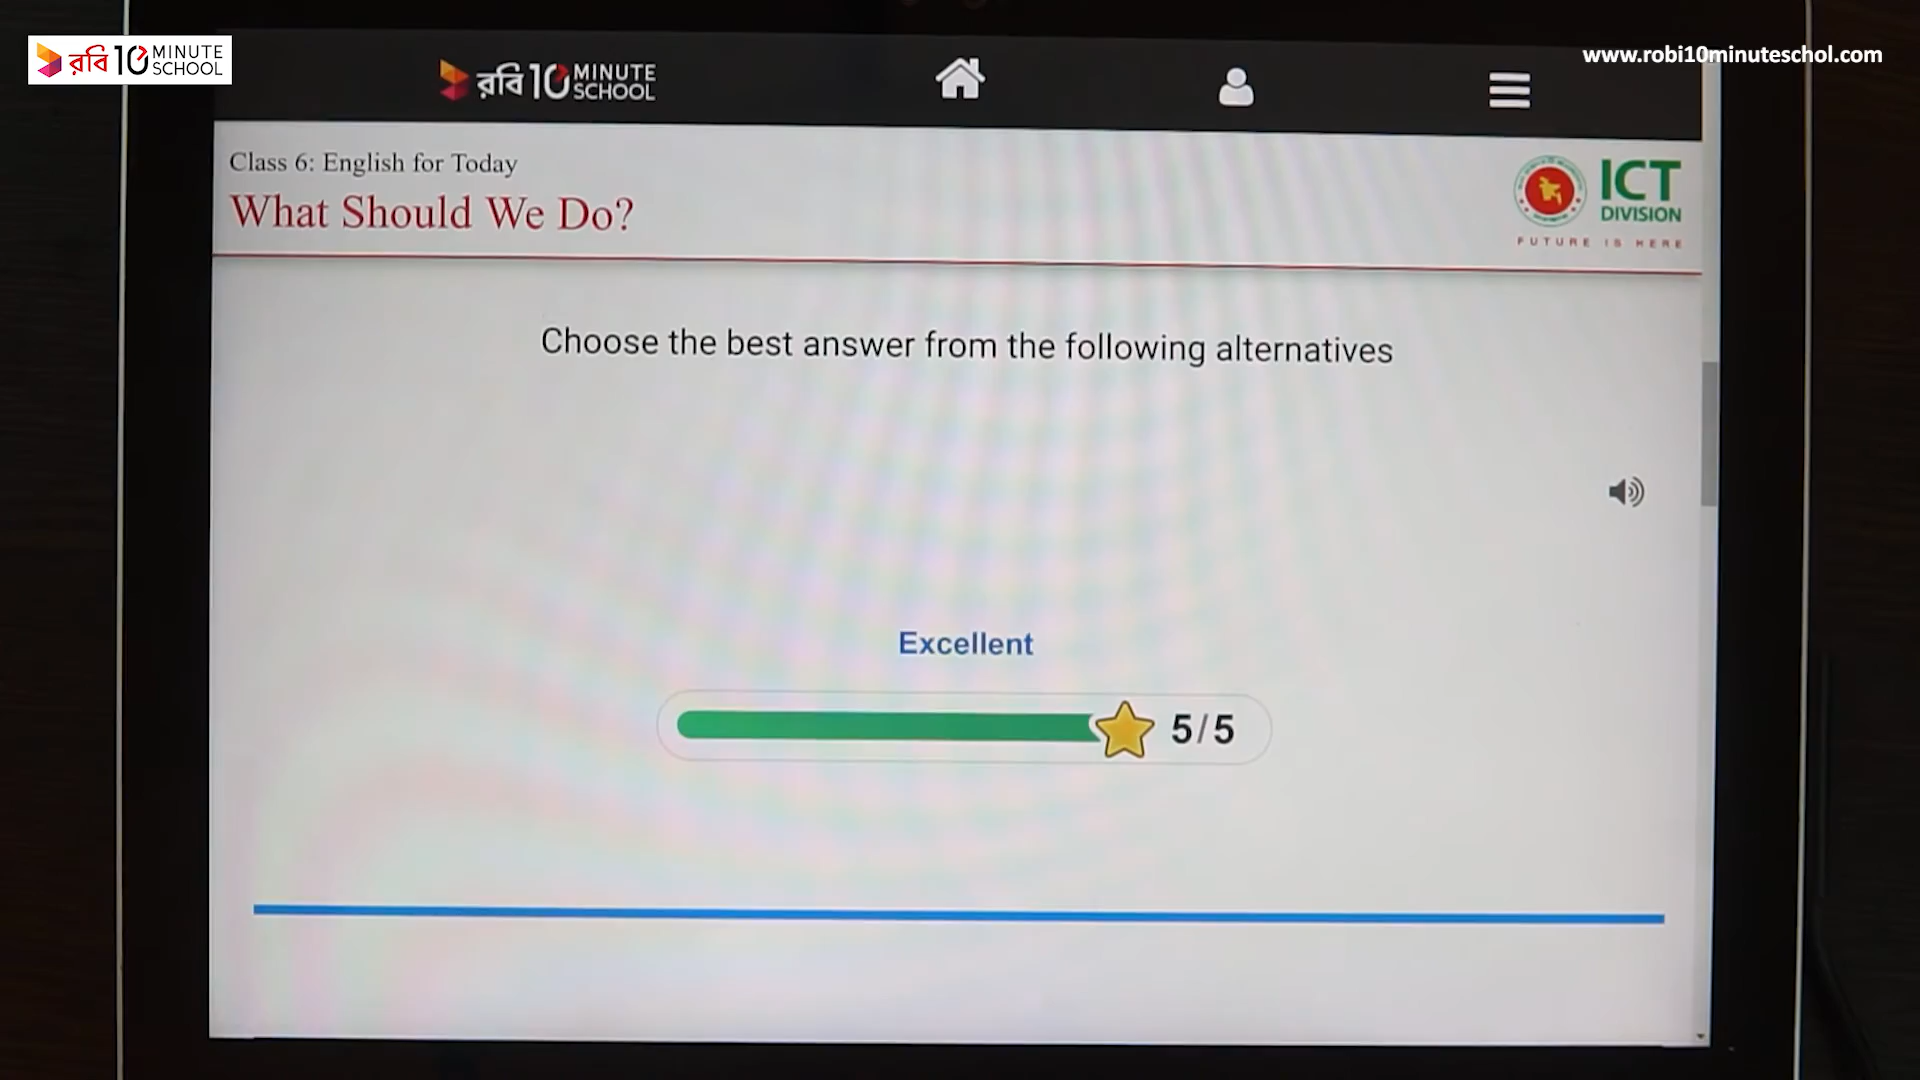 রবি 10 MINUTE SCHOOL
www.robi10minuteschol.com
রবি 10 MINUTE SCHOOL
Class 6: English for Today
What Should We Do?
ICT
DIVISION
FUTURE IS HERE
Choose the best answer from the following alternatives
Excellent
5/5